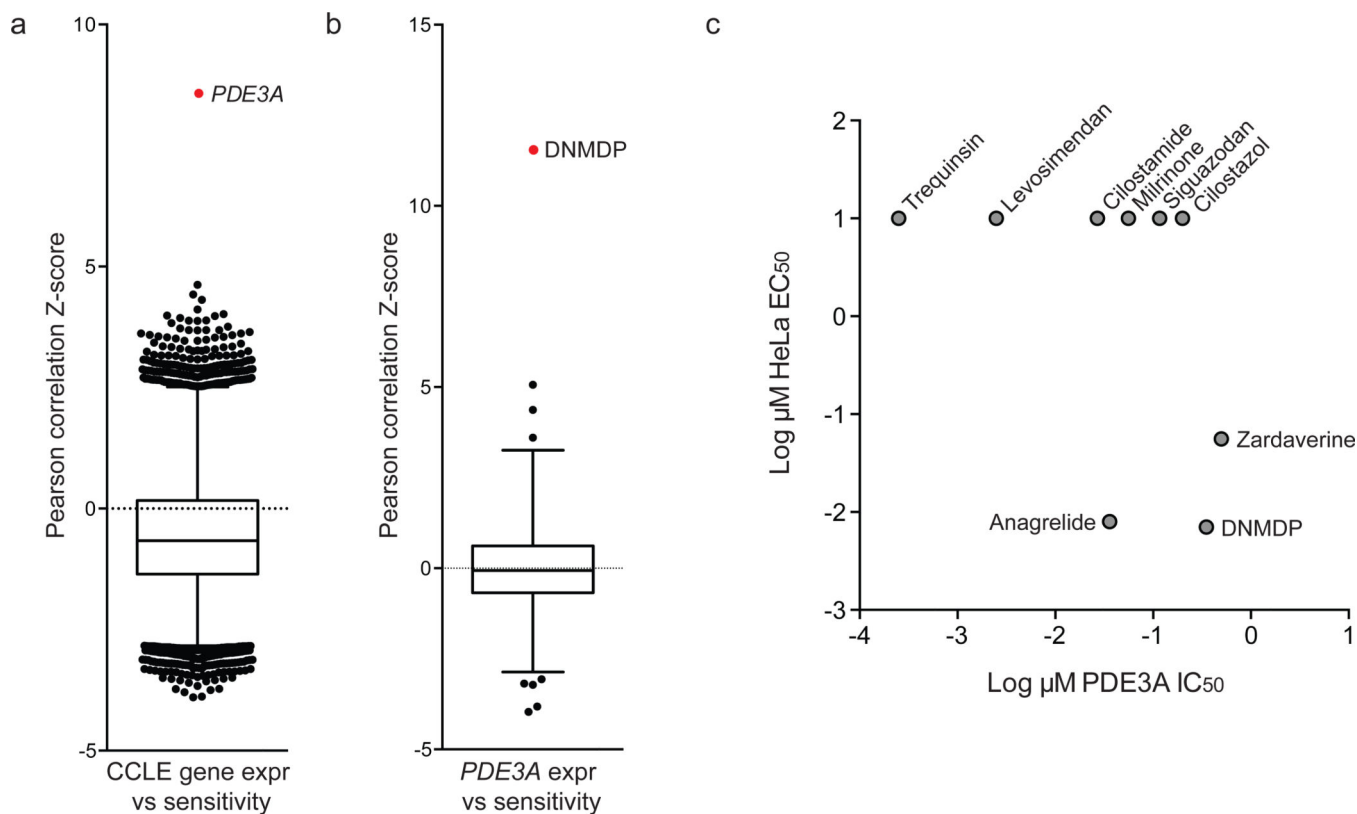 a
10
5
0
-5
Pearson correlation Z-score
PDE3A
CCLE gene expr
vs sensitivity
b
15
10
5
0
-5
Pearson correlation Z-score
DNMDP
PDE3A expr
vs sensitivity
c
2
1
0
-1
-2
-3
Log µM HeLa EC50
Trequinsin
Levosimendan
Cilostamide
Milrinone
Siguazodan
Cilostazol
Zardaverine
Anagrelide
DNMDP
-4 -3 -2 -1 0 1
Log µM PDE3A IC50